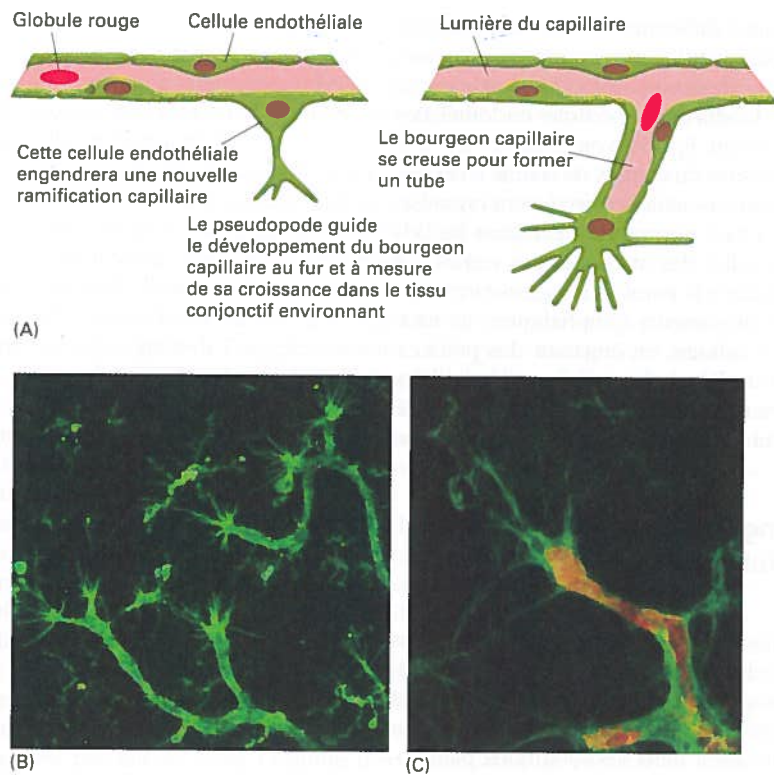 Globule rouge
Cellule endothéliale
Cette cellule endothéliale
engendrera une nouvelle
ramification capillaire
Le pseudopode guide
le développement du bourgeon
capillaire au fur et à mesure
de sa croissance dans le tissu
conjonctif environnant
Lumière du capillaire
Le bourgeon capillaire
se creuse pour former
un tube
(A)
(B)
(C)